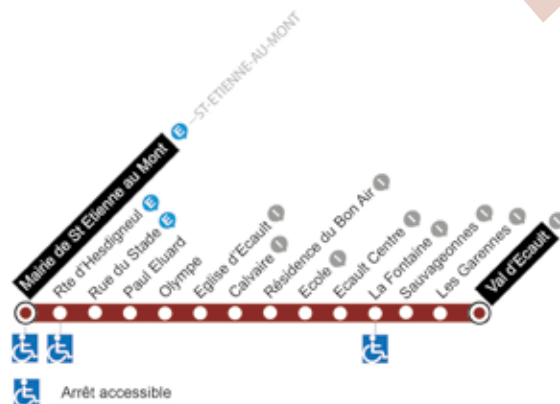 ST-ETIENNE-AU-MONT
Mairie de St Etienne au Mont E
Rte d'Hesdigneul E
Rue du Stade E
Paul Eluard
Olympe
Eglise d'Ecault I
Calvaire I
Résidence du Bon Air I
Ecole I
Ecault Centre I
La Fontaine I
Sauvageonnes I
Les Garennes I
Val d'Ecault I
Arrêt accessible